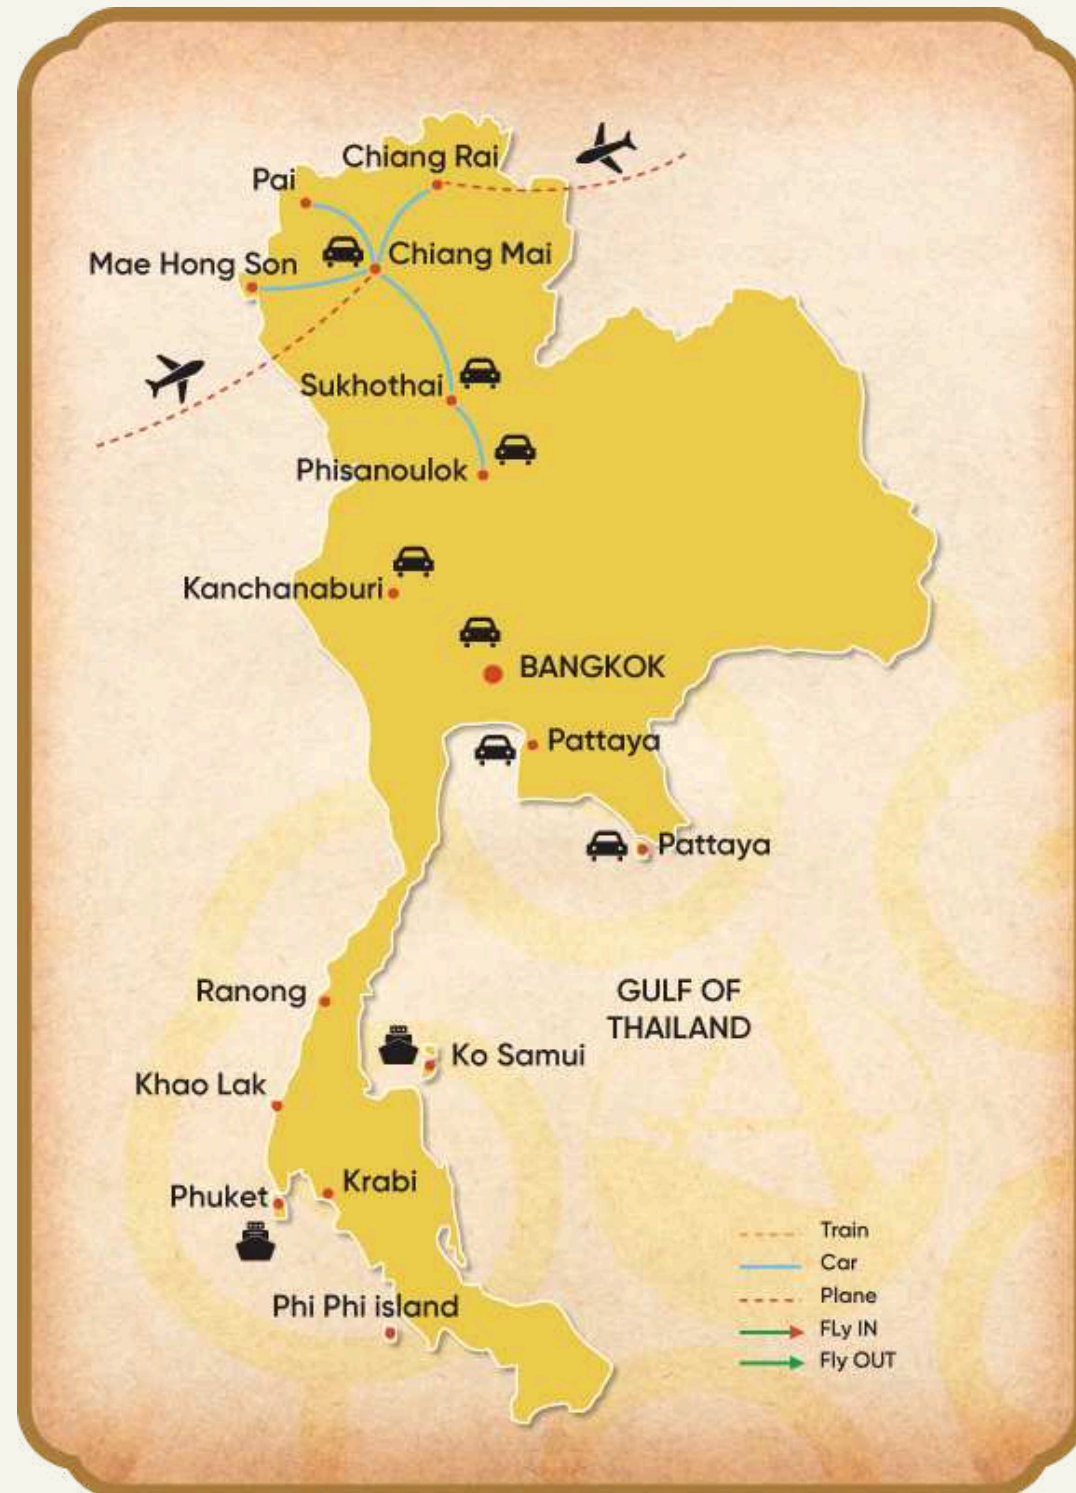 Chiang Rai
Pai
Chiang Mai
Mae Hong Son
Sukhothai
Phisanoulok
Kanchanaburi
BANGKOK
Pattaya
Pattaya
Ranong
GULF OF
THAILAND
Ko Samui
Khao Lak
Krabi
Phuket
Phi Phi island
Train
Car
Plane
FLy IN
Fly OUT